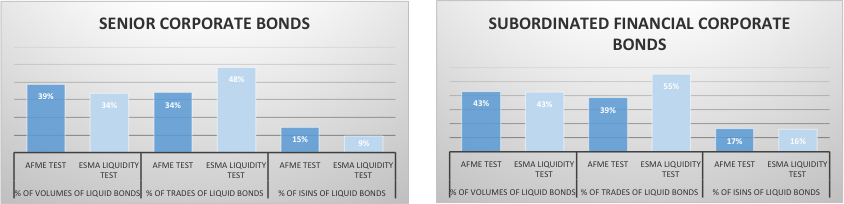 SENIOR CORPORATE BONDS
39%
34%
34%
48%
15%
9%
AFME TEST
ESMA LIQUIDITY
TEST
AFME TEST
ESMA LIQUIDITY
TEST
AFME TEST
ESMA LIQUIDITY
TEST
% OF VOLUMES OF LIQUID BONDS
% OF TRADES OF LIQUID BONDS
% OF ISINS OF LIQUID BONDS
SUBORDINATED FINANCIAL CORPORATE
BONDS
43%
43%
39%
55%
17%
16%
AFME TEST
ESMA LIQUIDITY
TEST
AFME TEST
ESMA LIQUIDITY
TEST
AFME TEST
ESMA LIQUIDITY
TEST
% OF VOLUMES OF LIQUID BONDS
% OF TRADES OF LIQUID BONDS
% OF ISINS OF LIQUID BONDS